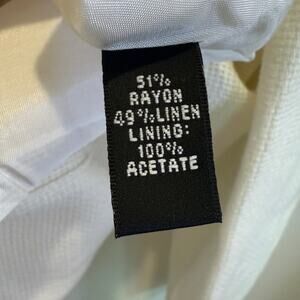 51%
RAYON
49%LINEN
LINING:
100%
ACETATE